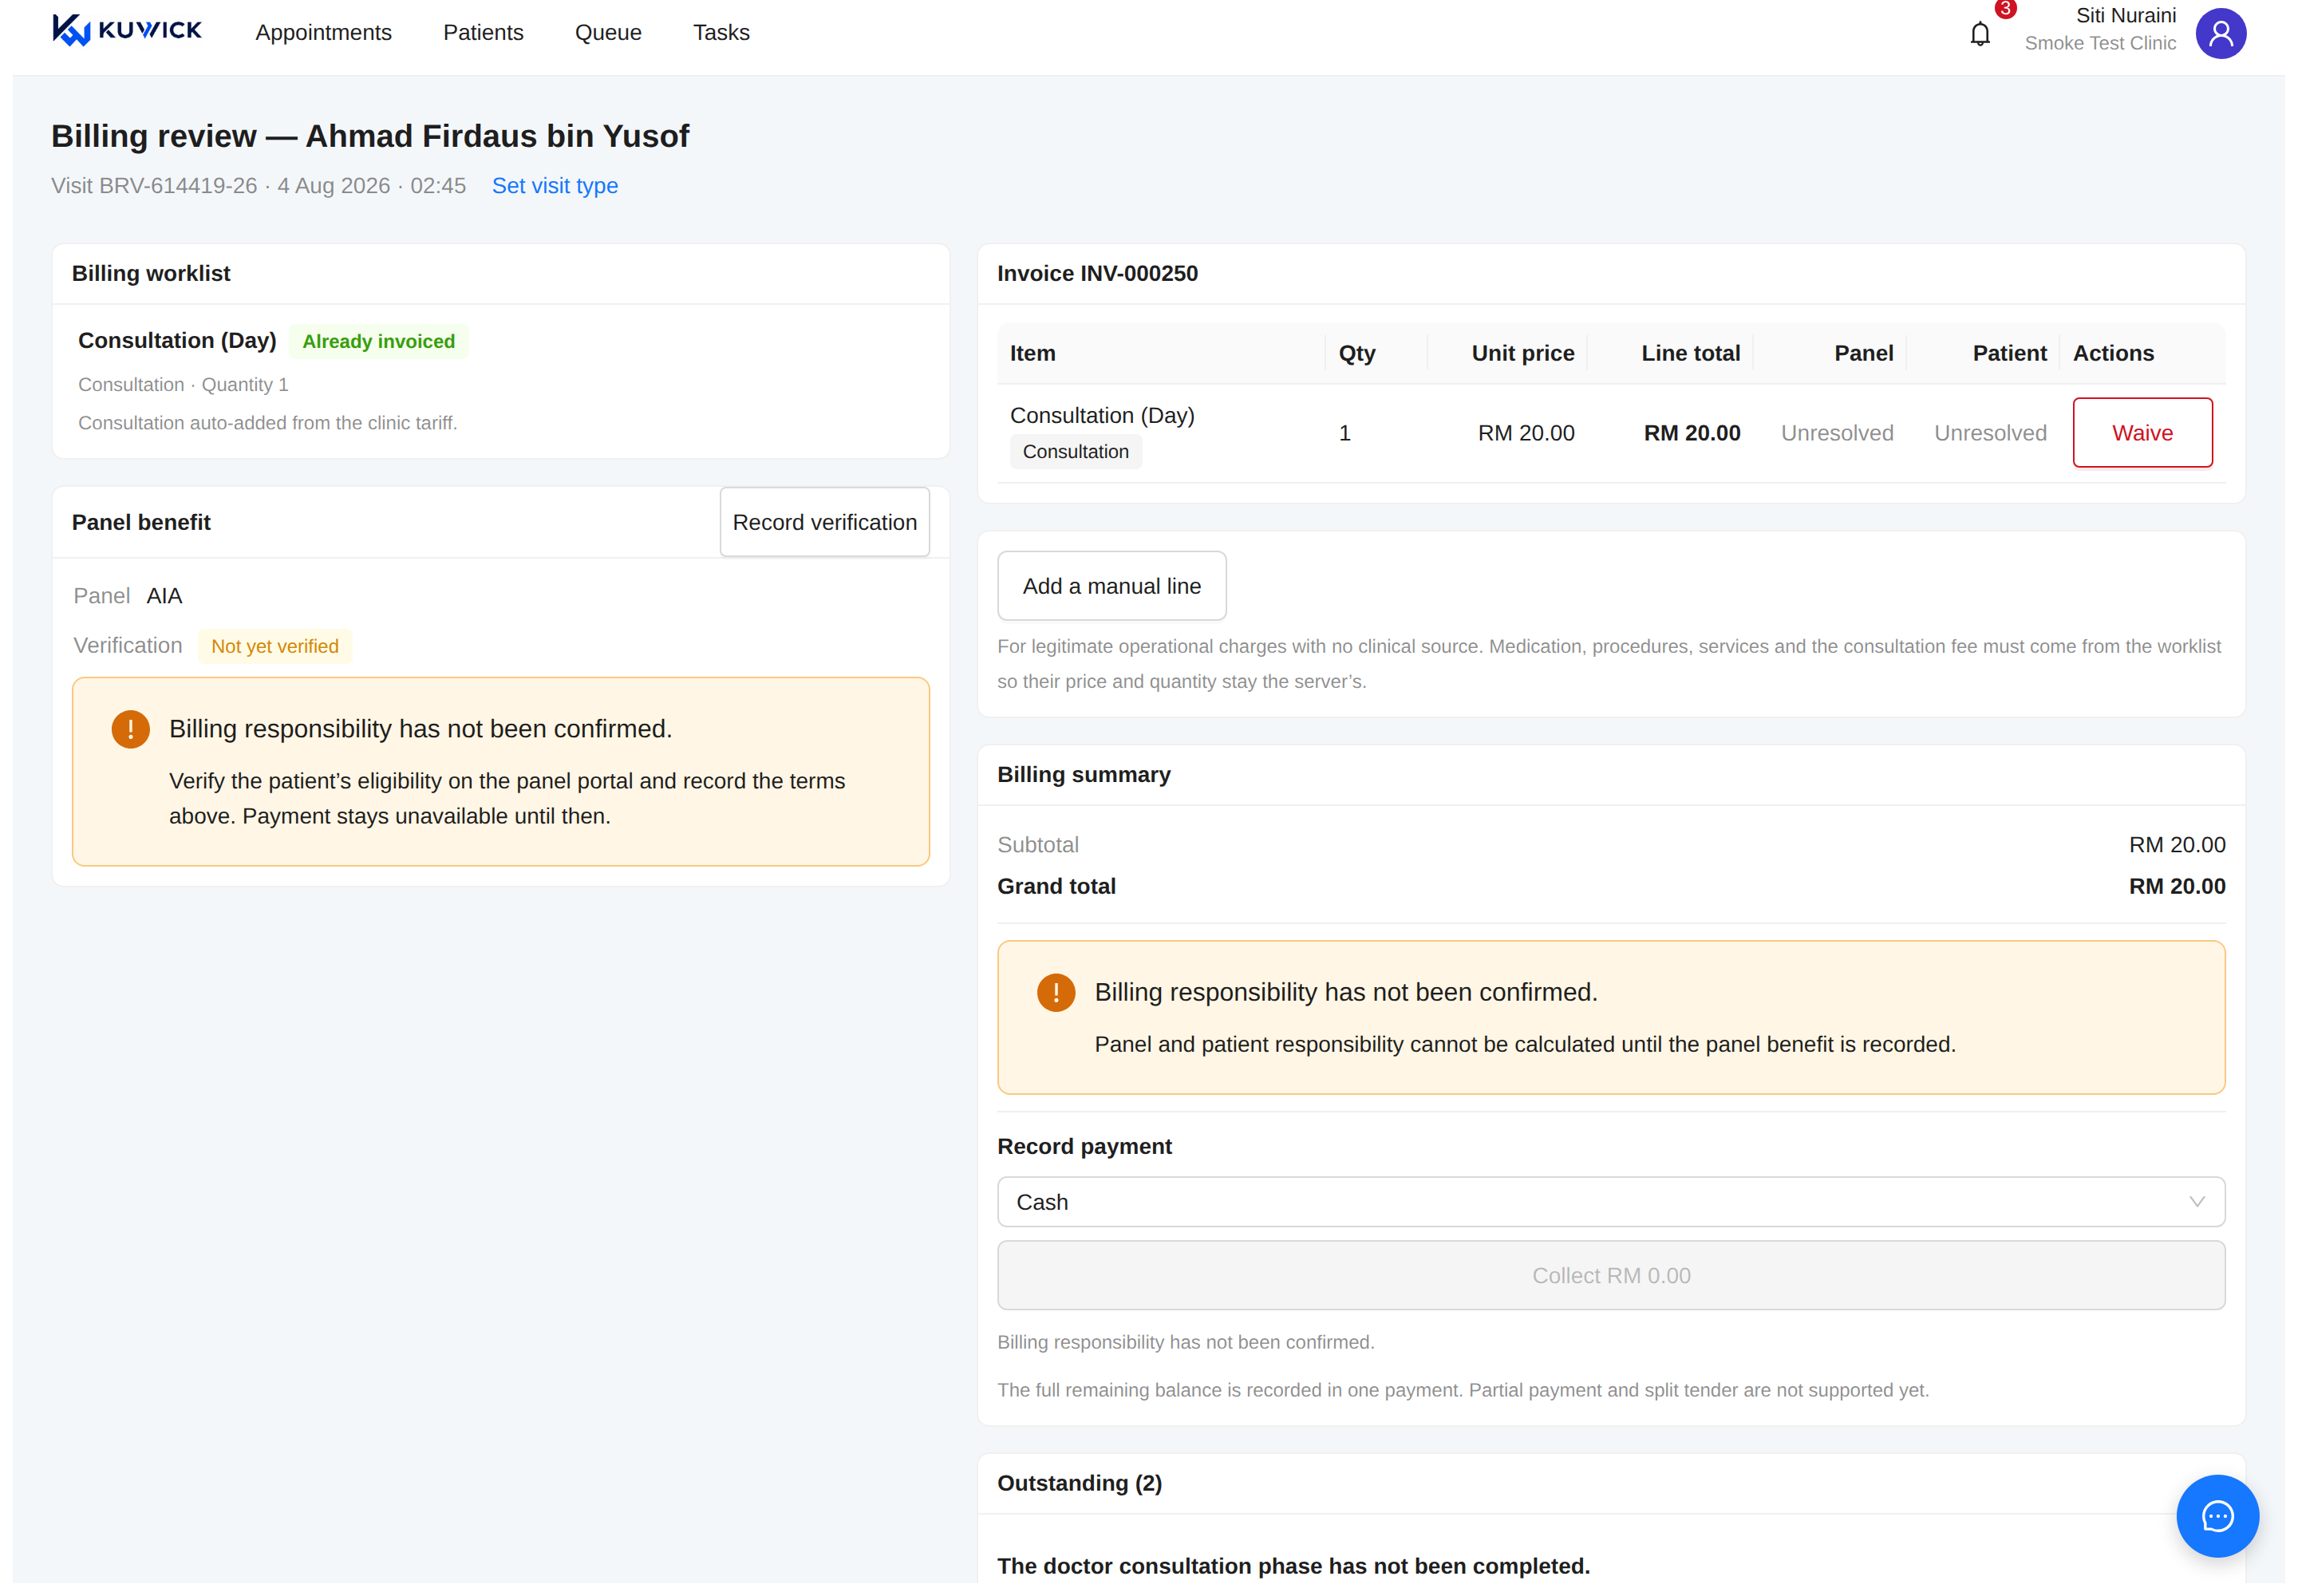 KUWICK
Appointments
Patients
Queue
Tasks
3
Siti Nuraini
Smoke Test Clinic
Billing review — Ahmad Firdaus bin Yusof
Visit BRV-614419-26 · 4 Aug 2026 · 02:45 Set visit type
Billing worklist
Consultation (Day) Already invoiced
Consultation · Quantity 1
Consultation auto-added from the clinic tariff.
Panel benefit
Record verification
Panel AIA
Verification Not yet verified
Billing responsibility has not been confirmed.
Verify the patient’s eligibility on the panel portal and record the terms
above. Payment stays unavailable until then.
Invoice INV-000250
Item Qty Unit price Line total Panel Patient Actions
Consultation (Day)
Consultation
1 RM 20.00 RM 20.00 Unresolved Unresolved Waive
Add a manual line
For legitimate operational charges with no clinical source. Medication, procedures, services and the consultation fee must come from the worklist
so their price and quantity stay the server’s.
Billing summary
Subtotal RM 20.00
Grand total RM 20.00
Billing responsibility has not been confirmed.
Panel and patient responsibility cannot be calculated until the panel benefit is recorded.
Record payment
Cash
Collect RM 0.00
Billing responsibility has not been confirmed.
The full remaining balance is recorded in one payment. Partial payment and split tender are not supported yet.
Outstanding (2)
The doctor consultation phase has not been completed.